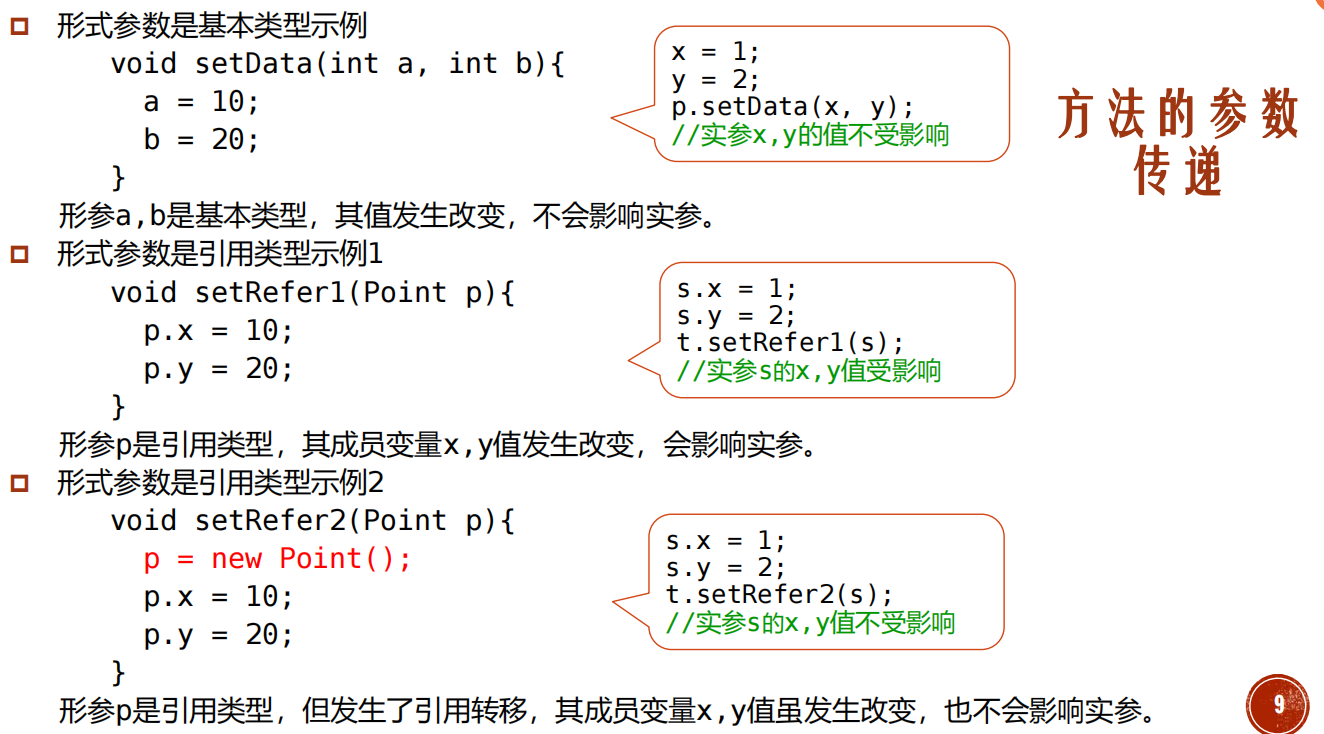 形式参数是基本类型示例
void setData(int a, int b){
a = 10;
b = 20;
}
形参a,b是基本类型，其值发生改变，不会影响实参。
x = 1;
y = 2;
p.setData(x, y);
//实参x,y的值不受影响
方法的参数
传递
形式参数是引用类型示例1
void setRefer1(Point p){
p.x = 10;
p.y = 20;
}
形参p是引用类型，其成员变量x,y值发生改变，会影响实参。
s.x = 1;
s.y = 2;
t.setRefer1(s);
//实参s的x,y值受影响
形式参数是引用类型示例2
void setRefer2(Point p){
p = new Point();
p.x = 10;
p.y = 20;
}
形参p是引用类型，但发生了引用转移，其成员变量x,y值虽发生改变，也不会影响实参。
s.x = 1;
s.y = 2;
t.setRefer2(s);
//实参s的x,y值不受影响
9